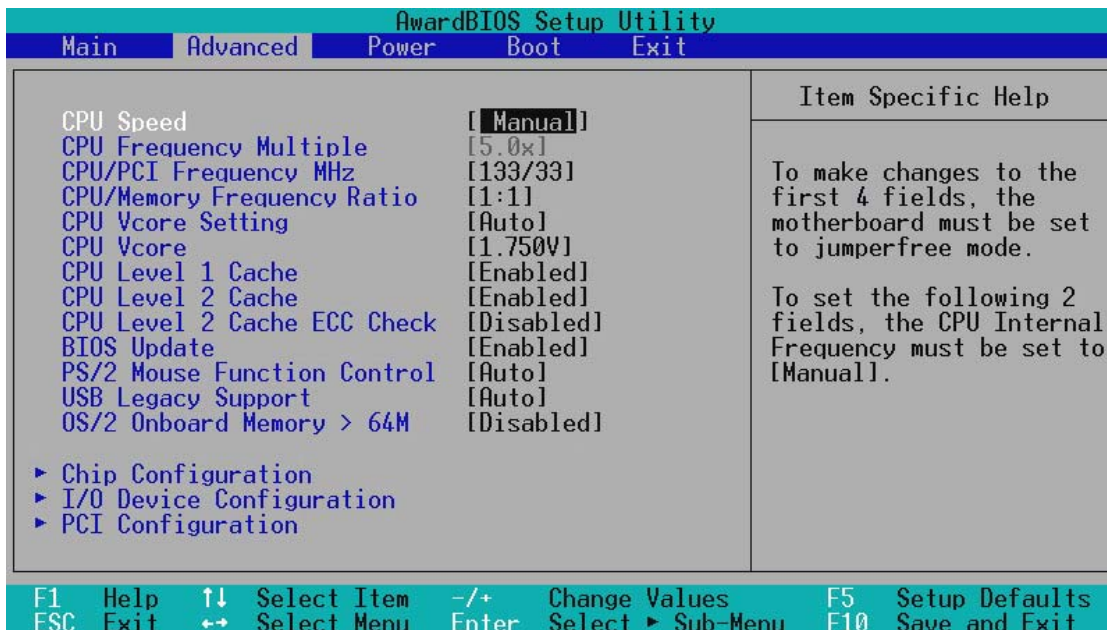 AwardBIOS Setup Utility
Main Advanced Power Boot Exit
CPU Speed [ Manual]
CPU Frequency Multiple [5.0x]
CPU/PCI Frequency MHz [133/33]
CPU/Memory Frequency Ratio [1:1]
CPU Vcore Setting [Auto]
CPU Vcore [1.750V]
CPU Level 1 Cache [Enabled]
CPU Level 2 Cache [Enabled]
CPU Level 2 Cache ECC Check [Disabled]
BIOS Update [Enabled]
PS/2 Mouse Function Control [Auto]
USB Legacy Support [Auto]
OS/2 Onboard Memory > 64M [Disabled]
▸ Chip Configuration
▸ I/O Device Configuration
▸ PCI Configuration
Item Specific Help
To make changes to the
first 4 fields, the
motherboard must be set
to jumperfree mode.
To set the following 2
fields, the CPU Internal
Frequency must be set to
[Manual].
F1 Help ↑↓ Select Item -/+ Change Values F5 Setup Defaults
ESC Exit ←→ Select Menu Enter Select ▸ Sub-Menu F10 Save and Exit